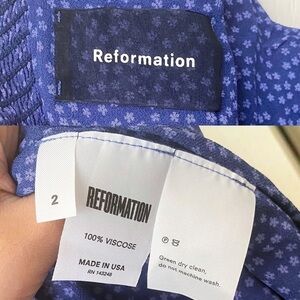 Reformation
2
REFORMATION
100% VISCOSE
MADE IN USA
RN 143248
Green dry clean,
do not machine wash.